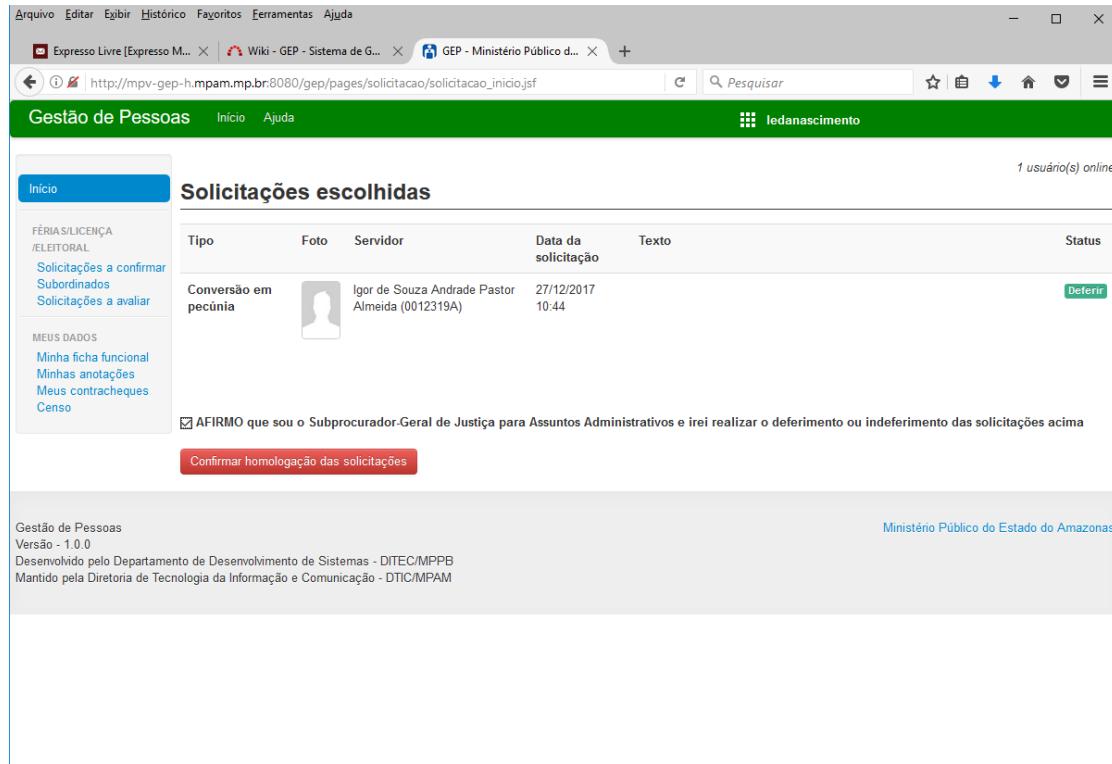 Arquivo Editar Exibir Histórico Favoritos Ferramentas Ajuda
Expresso Livre [Expresso M... Wiki - GEP - Sistema de G... GEP - Ministério Público d...
http://mpv-gep-h.mpam.mp.br:8080/gep/pages/solicitacao/solicitacao_inicio.jsf Pesquisar
Gestão de Pessoas Início Ajuda ledanascimento
1 usuário(s) online
Início
Solicitações escolhidas
FÉRIAS/LICENÇA
/ELEITORAL
Solicitações a confirmar
Subordinados
Solicitações a avaliar
MEUS DADOS
Minha ficha funcional
Minhas anotações
Meus contracheques
Censo
Tipo Foto Servidor Data da Texto Status
solicitação
Conversão em Igor de Souza Andrade Pastor 27/12/2017 Deferir
pecúnia Almeida (0012319A) 10:44
AFIRMO que sou o Subprocurador-Geral de Justiça para Assuntos Administrativos e irei realizar o deferimento ou indeferimento das solicitações acima
Confirmar homologação das solicitações
Gestão de Pessoas Ministério Público do Estado do Amazonas
Versão - 1.0.0
Desenvolvido pelo Departamento de Desenvolvimento de Sistemas - DITEC/MPPB
Mantido pela Diretoria de Tecnologia da Informação e Comunicação - DTIC/MPAM